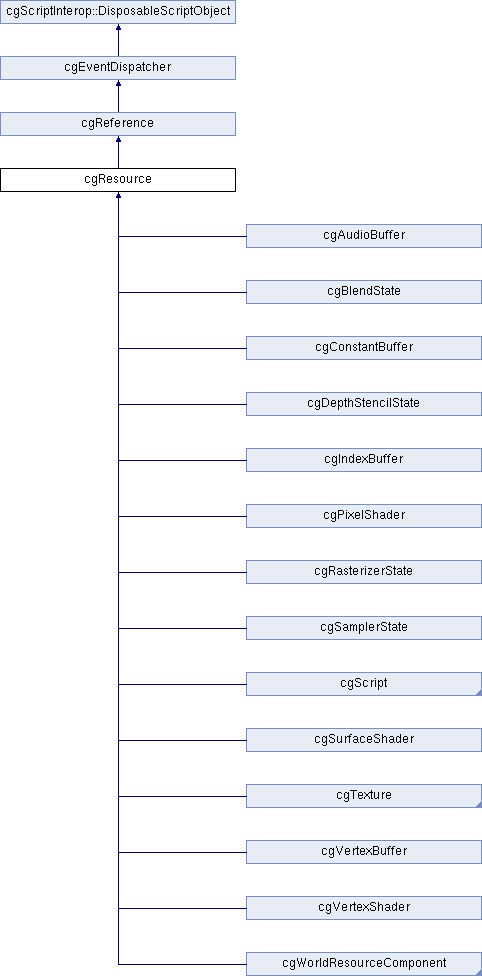 cgScriptInterop::DisposableScriptObject
cgEventDispatcher
cgReference
cgResource
cgAudioBuffer
cgBlendState
cgConstantBuffer
cgDepthStencilState
cgIndexBuffer
cgPixelShader
cgRasterizerState
cgSamplerState
cgScript
cgSurfaceShader
cgTexture
cgVertexBuffer
cgVertexShader
cgWorldResourceComponent